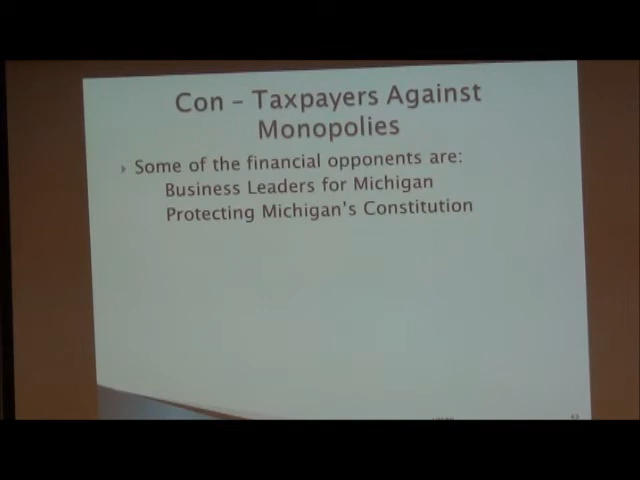 Con – Taxpayers Against
Monopolies
Some of the financial opponents are:
Business Leaders for Michigan
Protecting Michigan's Constitution